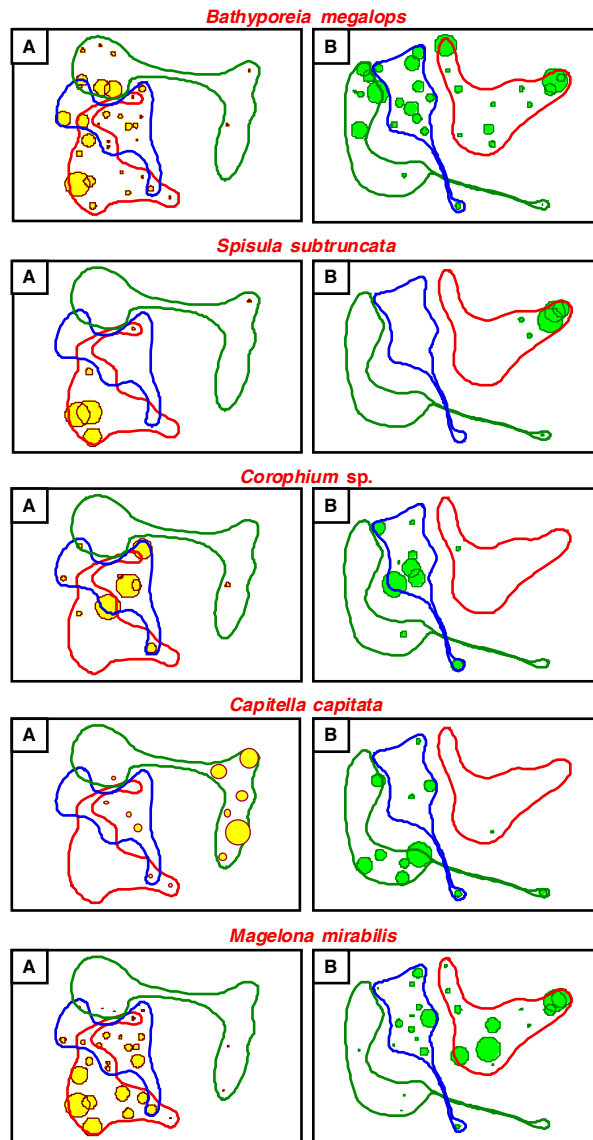 Bathyporeia megalops
A B
Spisula subtruncata
A B
Corophium sp.
A B
Capitella capitata
A B
Magelona mirabilis
A B